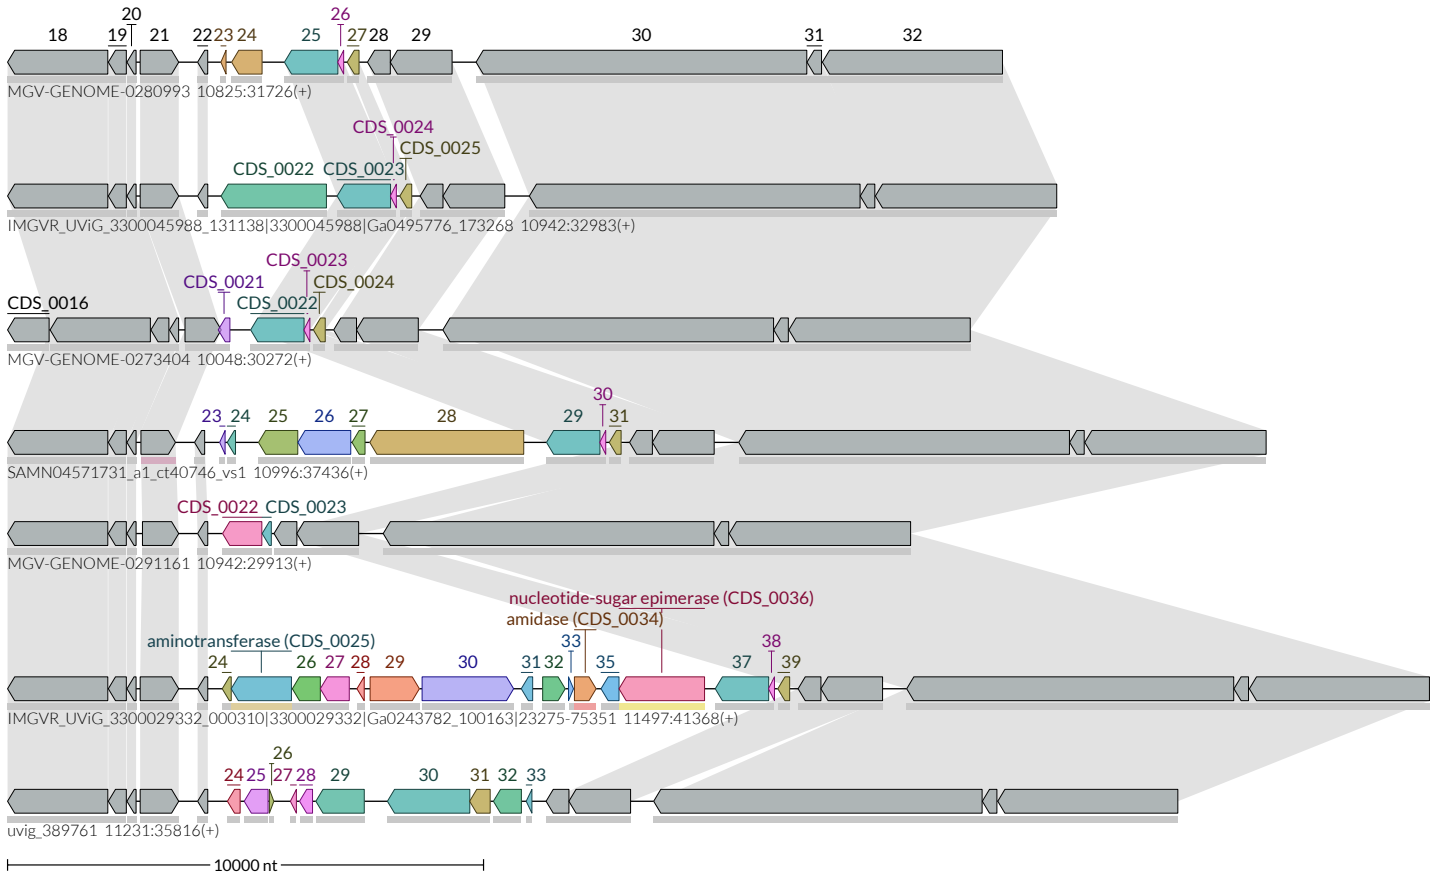 20 26
18 19 21 22 23 24 25 27 28 29 30 31 32
MGV-GENOME-0280993 10825:31726(+)
CDS_0024
CDS_0025
CDS_0022 CDS_0023
IMGVR_UViG_3300045988_131138|3300045988|Ga0495776_173268 10942:32983(+)
CDS_0023
CDS_0021 CDS_0024
CDS_0016 CDS_0022
MGV-GENOME-0273404 10048:30272(+)
30
23 24 25 26 27 28 29 31
SAMN04571731_a1_ct40746_vs1 10996:37436(+)
CDS_0022 CDS_0023
MGV-GENOME-0291161 10942:29913(+)
nucleotide-sugar epimerase (CDS_0036)
amidase (CDS_0034)
aminotransferase (CDS_0025) 33 38
24 26 27 28 29 30 31 32 35 37 39
IMGVR_UViG_3300029332_000310|3300029332|Ga0243782_100163|23275-75351 11497:41368(+)
26
24 25 27 28 29 30 31 32 33
uvig_389761 11231:35816(+)
10000 nt